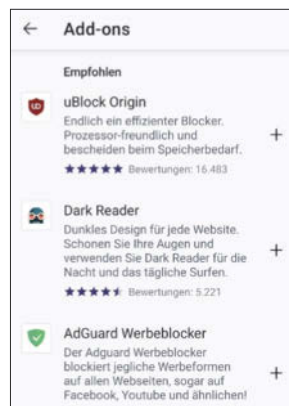 Add-ons
Empfohlen
uBlock Origin
Endlich ein effizienter Blocker.
Prozessor-freundlich und
bescheiden beim Speicherbedarf.
Bewertungen: 16.483
Dark Reader
Dunkles Design für jede Website.
Schonen Sie Ihre Augen und
verwenden Sie Dark Reader für die
Nacht und das tägliche Surfen.
Bewertungen: 5.221
AdGuard Werbeblocker
Der Adguard Werbeblocker
blockiert jegliche Werbeformen
auf allen Webseiten, sogar auf
Facebook, Youtube und ähnlichen!